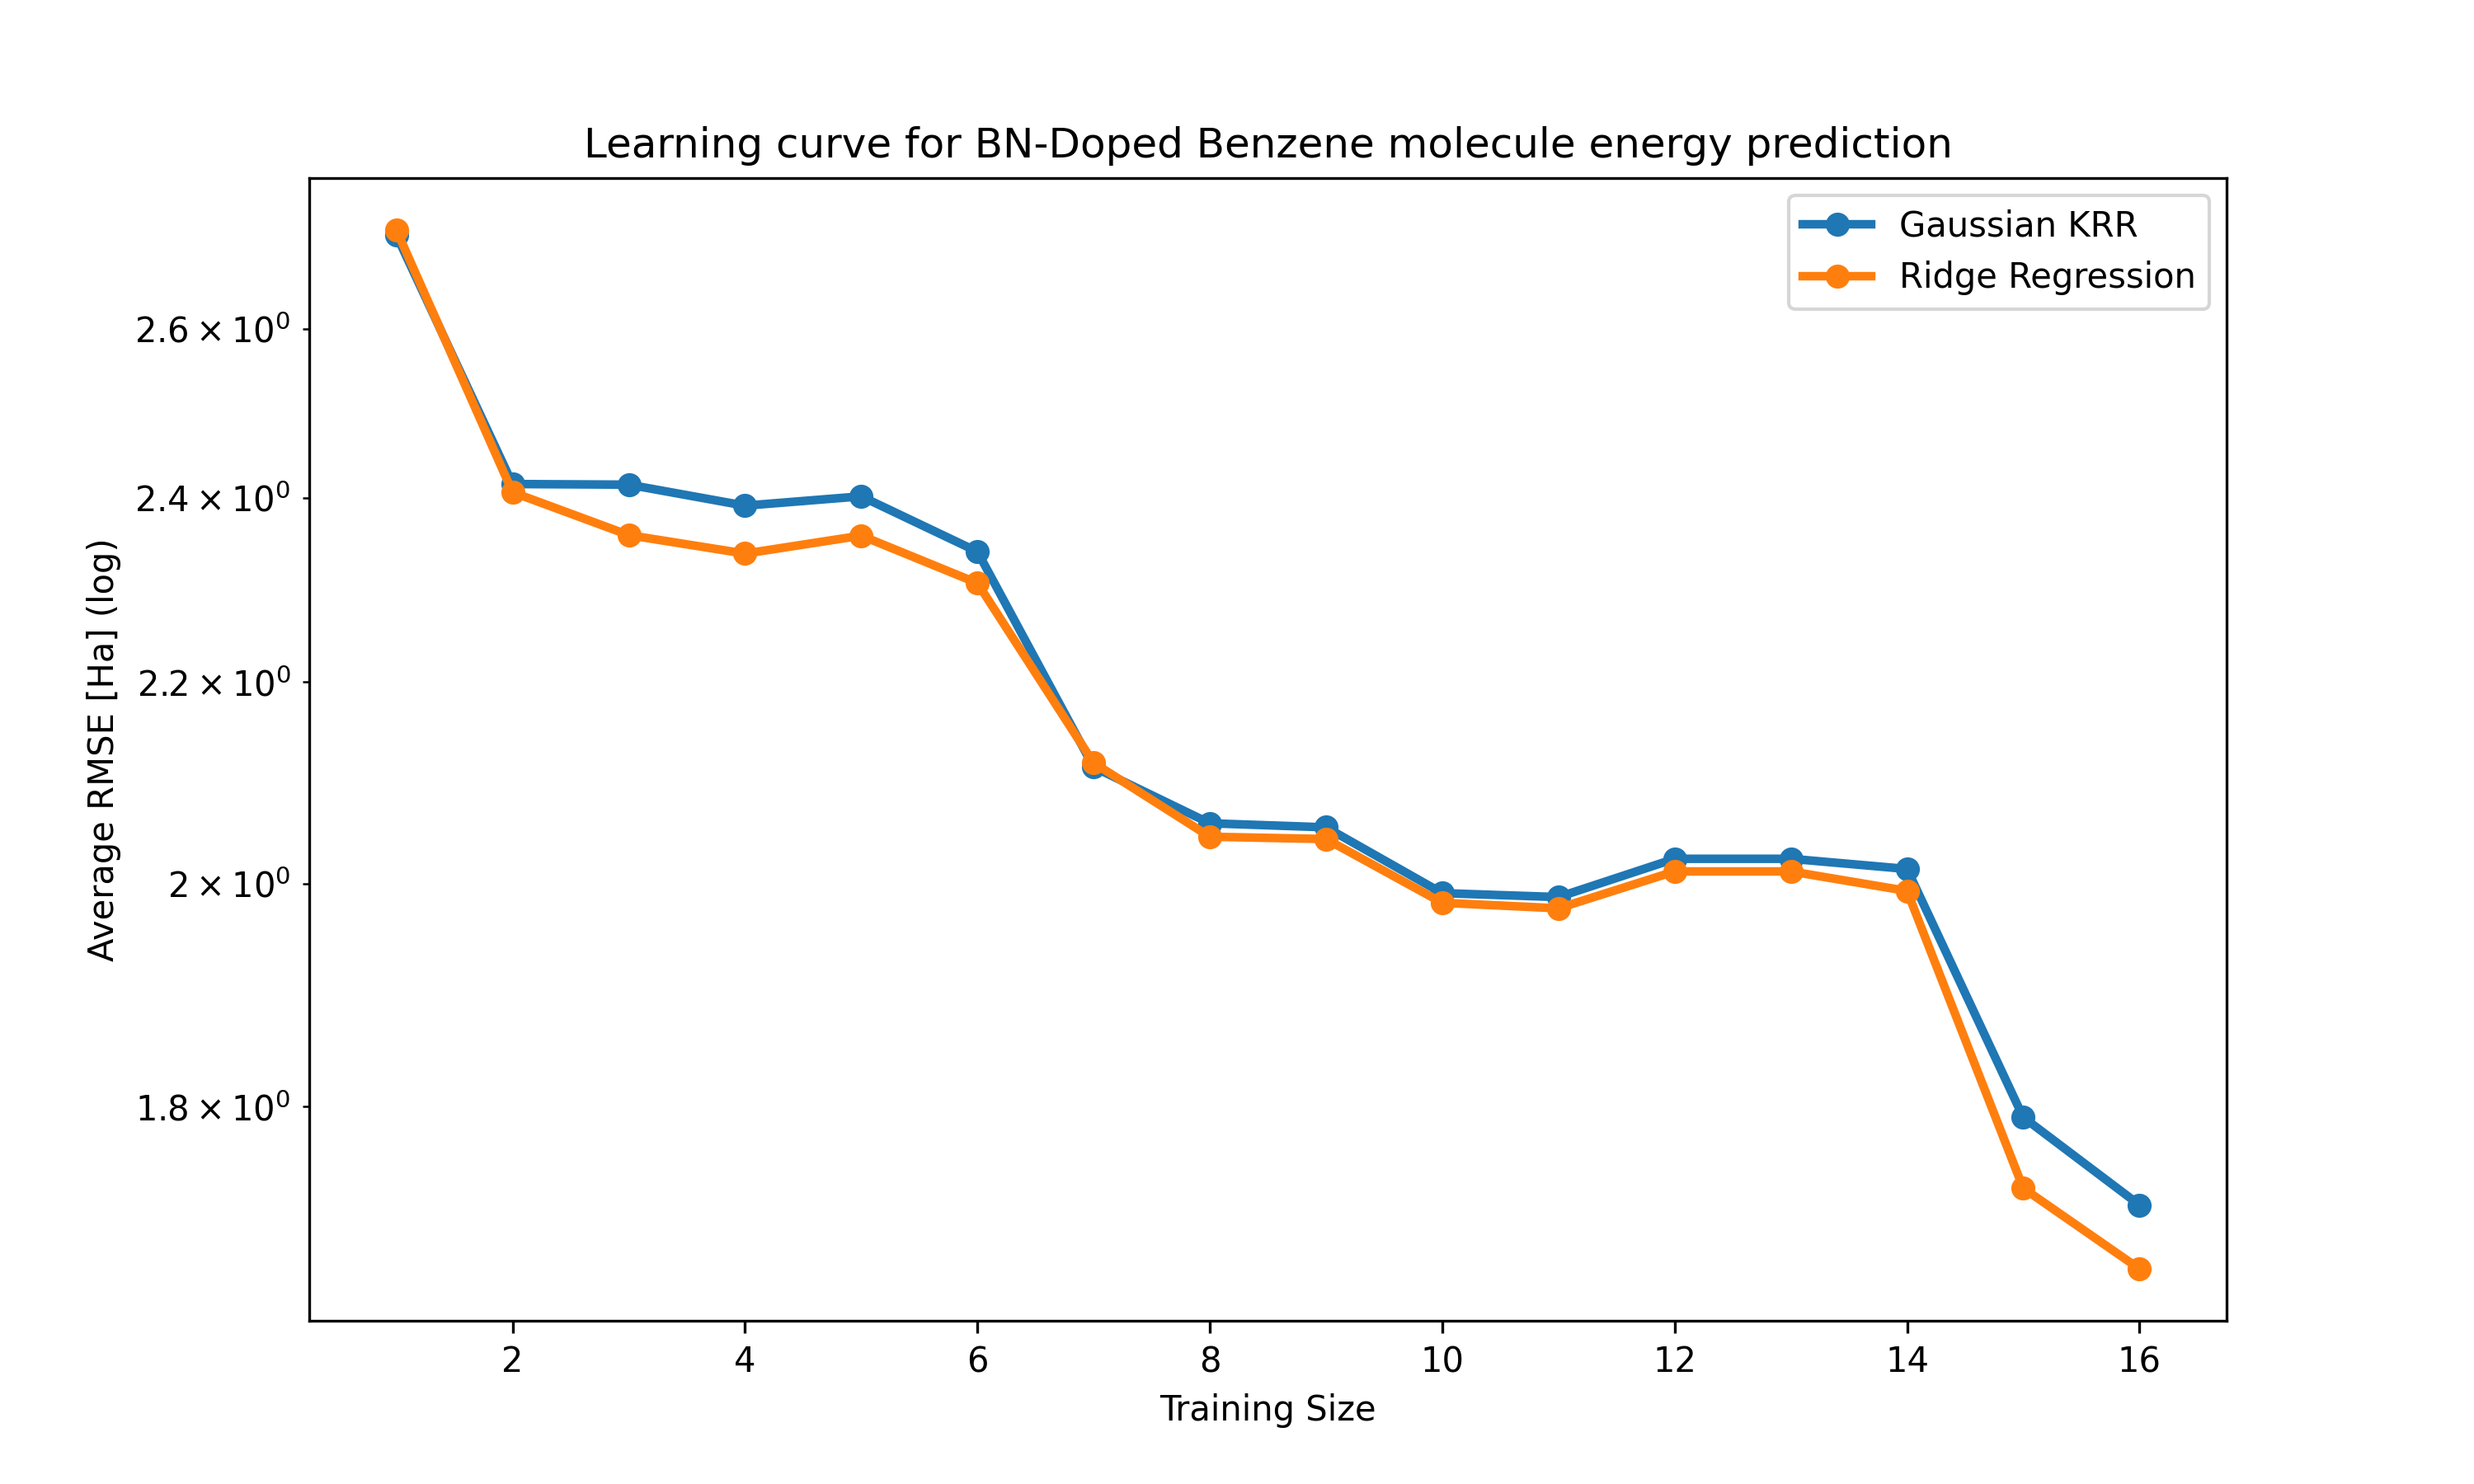 Learning curve for BN-Doped Benzene molecule energy prediction
Gaussian KRR
Ridge Regression
2.6 × 10⁰
2.4 × 10⁰
2.2 × 10⁰
2 × 10⁰
1.8 × 10⁰
Average RMSE [Ha] (log)
2 4 6 8 10 12 14 16
Training Size